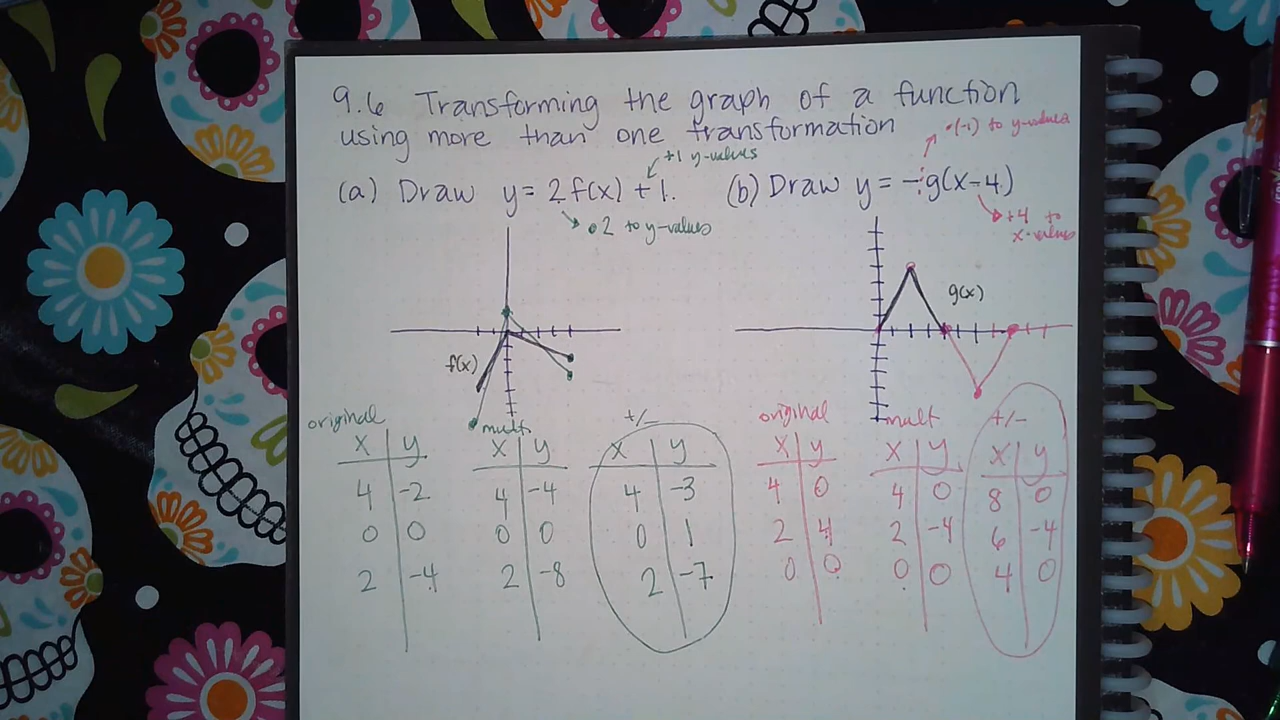 9.6 Transforming the graph of a function
using more than one transformation
•(-1) to y-values
+1 y-values
(a) Draw y = 2 f(x) + 1.
(b) Draw y = -g(x-4)
•2 to y-values
+4 to
x-values
g(x)
f(x)
original
mult
+/-
original
mult
+/-
x y
x y
x y
x y
x y
x y
4 -2
4 -4
4 -3
4 0
4 0
8 0
0 0
0 0
0 1
2 4
2 -4
6 -4
2 -4
2 -8
2 -7
0 0
0 0
4 0